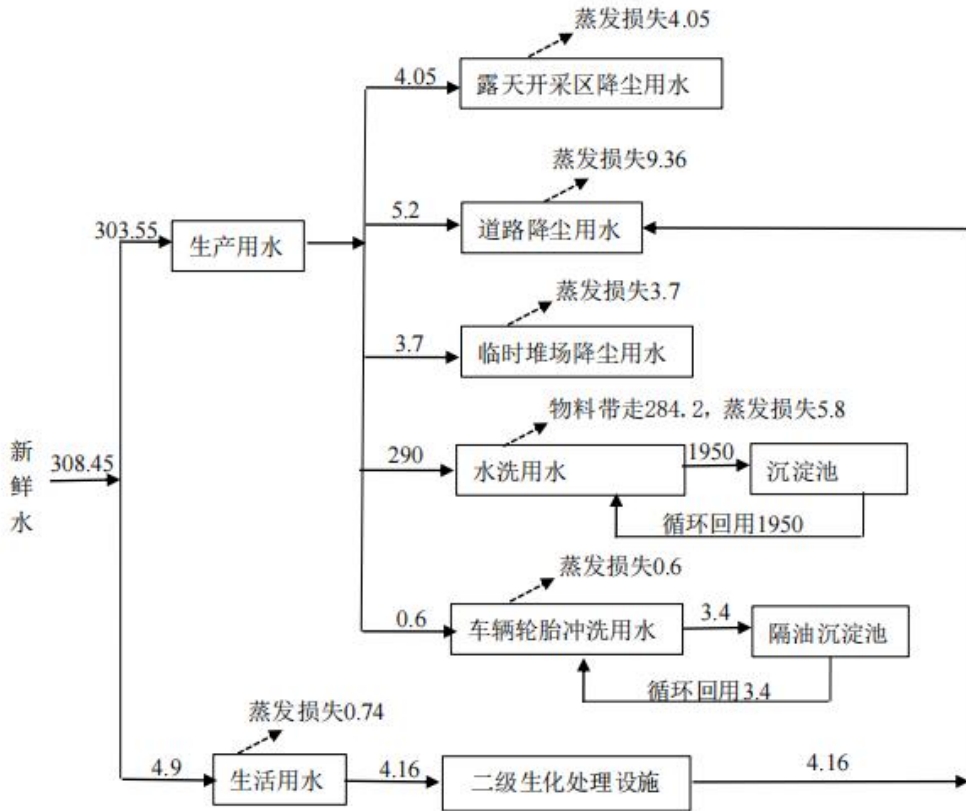 蒸发损失4.05
4.05
露天开采区降尘用水
蒸发损失9.36
303.55
生产用水
5.2
道路降尘用水
蒸发损失3.7
3.7
临时堆场降尘用水
物料带走284.2，蒸发损失5.8
新鲜水
308.45
290
水洗用水
1950
沉淀池
循环回用1950
蒸发损失0.6
0.6
车辆轮胎冲洗用水
3.4
隔油沉淀池
循环回用3.4
蒸发损失0.74
4.9
生活用水
4.16
二级生化处理设施
4.16